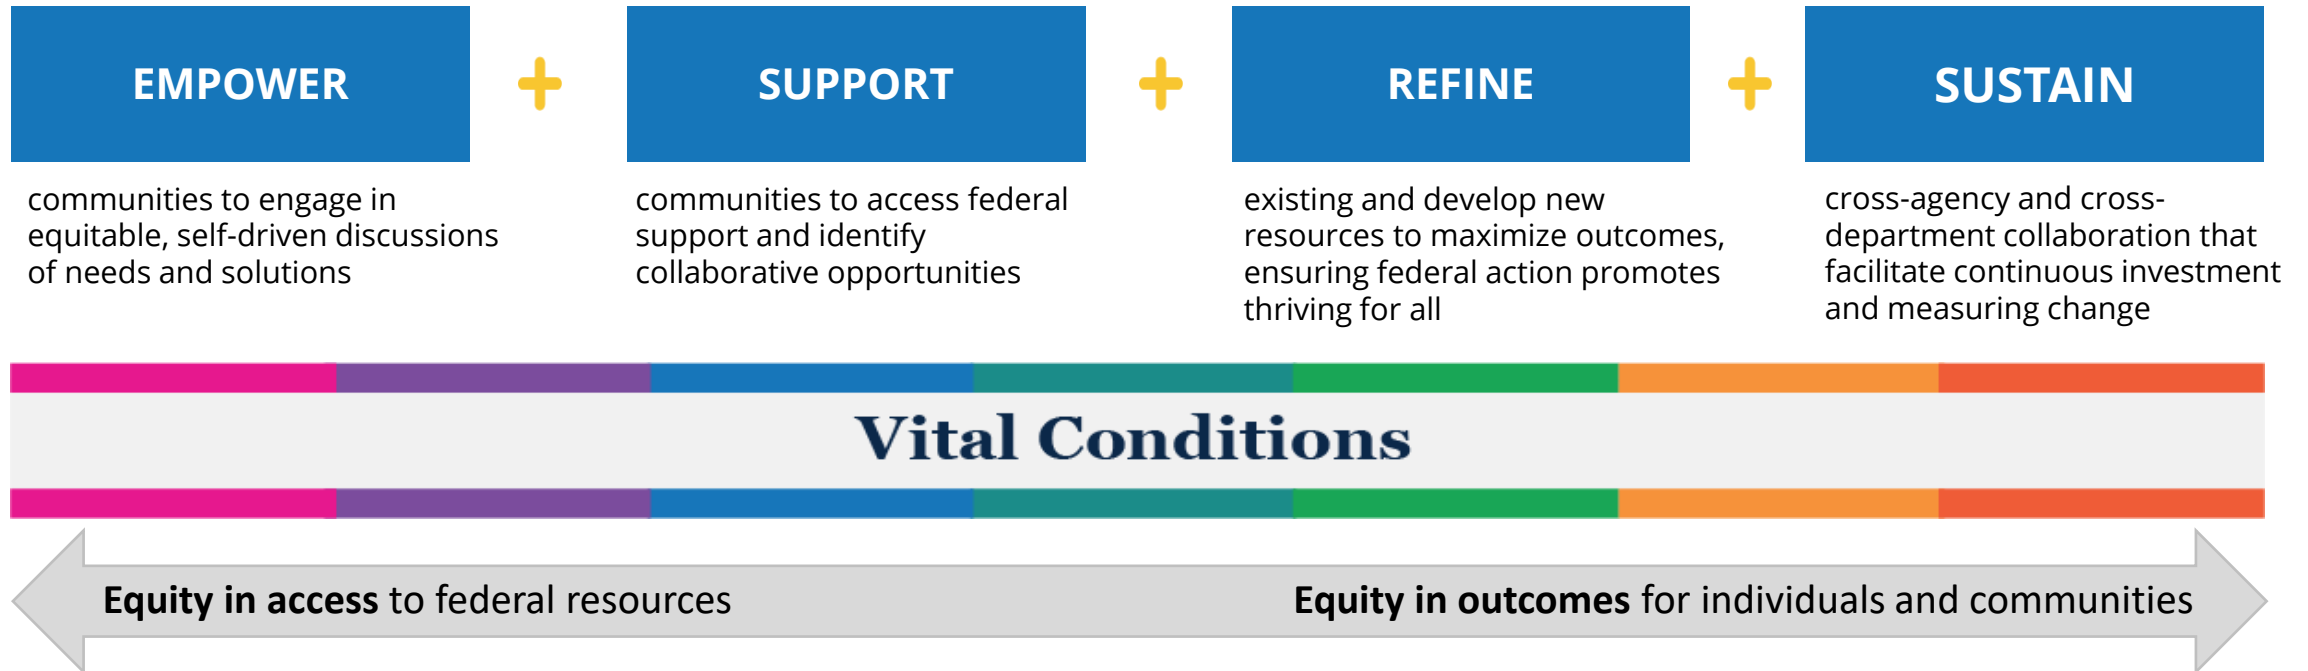 EMPOWER
communities to engage in
equitable, self-driven discussions
of needs and solutions
SUPPORT
communities to access federal
support and identify
collaborative opportunities
REFINE
existing and develop new
resources to maximize outcomes,
ensuring federal action promotes
thriving for all
SUSTAIN
cross-agency and cross-
department collaboration that
facilitate continuous investment
and measuring change
Vital Conditions
Equity in access to federal resources
Equity in outcomes for individuals and communities